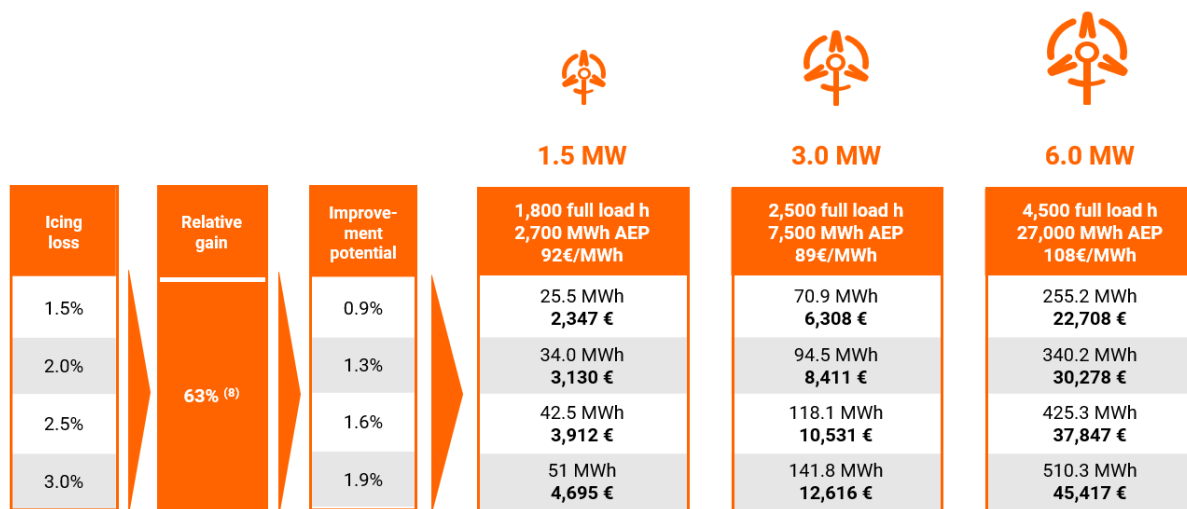 1.5 MW
3.0 MW
6.0 MW
Icing
loss
Relative
gain
Improve-
ment
potential
1,800 full load h
2,700 MWh AEP
92€/MWh
2,500 full load h
7,500 MWh AEP
89€/MWh
4,500 full load h
27,000 MWh AEP
108€/MWh
1.5%
0.9%
25.5 MWh
2,347 €
70.9 MWh
6,308 €
255.2 MWh
22,708 €
2.0%
63% (8)
1.3%
34.0 MWh
3,130 €
94.5 MWh
8,411 €
340.2 MWh
30,278 €
2.5%
1.6%
42.5 MWh
3,912 €
118.1 MWh
10,531 €
425.3 MWh
37,847 €
3.0%
1.9%
51 MWh
4,695 €
141.8 MWh
12,616 €
510.3 MWh
45,417 €